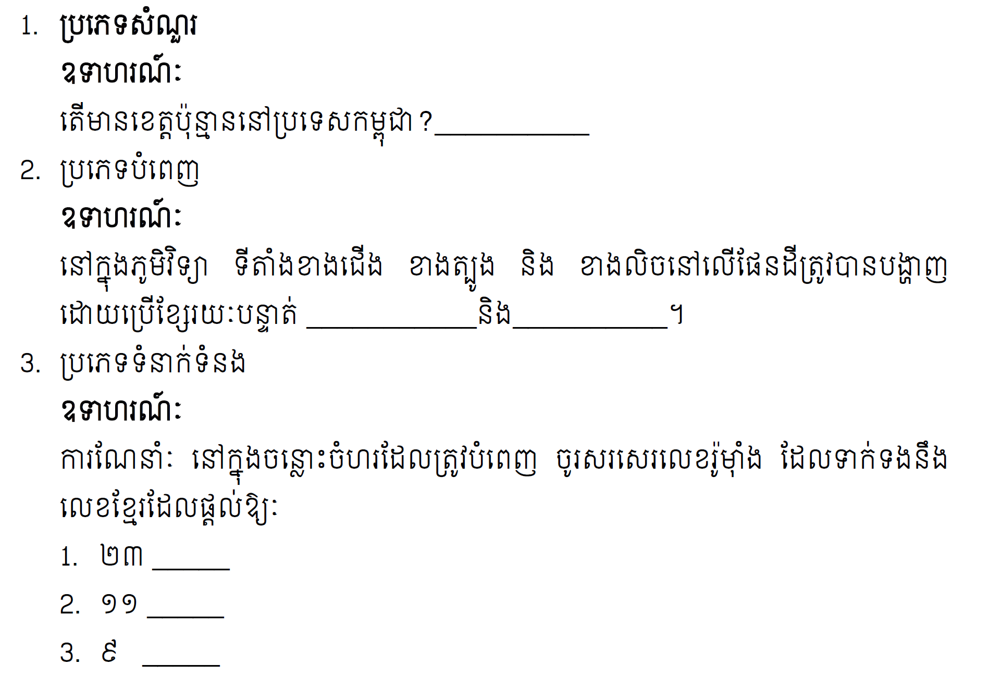 1. ប្រភេទសំណួរ
ឧទាហរណ៍ៈ
តើមានខេត្តប៉ុន្មាននៅប្រទេសកម្ពុជា ?__________
2. ប្រភេទបំពេញ
ឧទាហរណ៍ៈ
នៅក្នុងភូមិវិទ្យា ទីតាំងខាងជើង ខាងត្បូង និង ខាងលិចនៅលើផែនដីត្រូវបានបង្ហាញ
ដោយប្រើខ្សែរយៈបន្ទាត់ ___________និង__________។
3. ប្រភេទទំនាក់ទំនង
ឧទាហរណ៍ៈ
ការណែនាំៈ នៅក្នុងចន្លោះចំហរដែលត្រូវបំពេញ ចូរសរសេរលេខរ៉ូម៉ាំង ដែលទាក់ទងនឹង
លេខខ្មែរដែលផ្តល់ឱ្យៈ
1. ២៣ _____
2. ១១ _____
3. ៩ _____